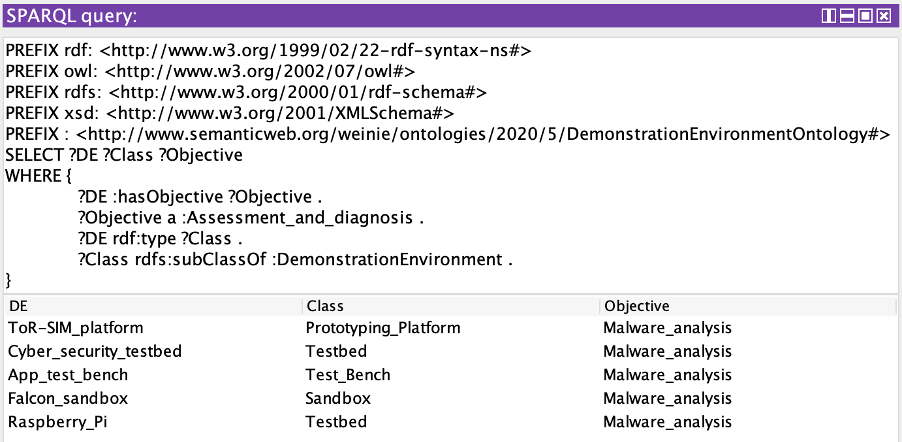 SPARQL query:
PREFIX rdf: <http://www.w3.org/1999/02/22-rdf-syntax-ns#>
PREFIX owl: <http://www.w3.org/2002/07/owl#>
PREFIX rdfs: <http://www.w3.org/2000/01/rdf-schema#>
PREFIX xsd: <http://www.w3.org/2001/XMLSchema#>
PREFIX : <http://www.semanticweb.org/weinie/ontologies/2020/5/DemonstrationEnvironmentOntology#>
SELECT ?DE ?Class ?Objective
WHERE {
?DE :hasObjective ?Objective .
?Objective a :Assessment_and_diagnosis .
?DE rdf:type ?Class .
?Class rdfs:subClassOf :DemonstrationEnvironment .
}
DE Class Objective
ToR-SIM_platform Prototyping_Platform Malware_analysis
Cyber_security_testbed Testbed Malware_analysis
App_test_bench Test_Bench Malware_analysis
Falcon_sandbox Sandbox Malware_analysis
Raspberry_Pi Testbed Malware_analysis